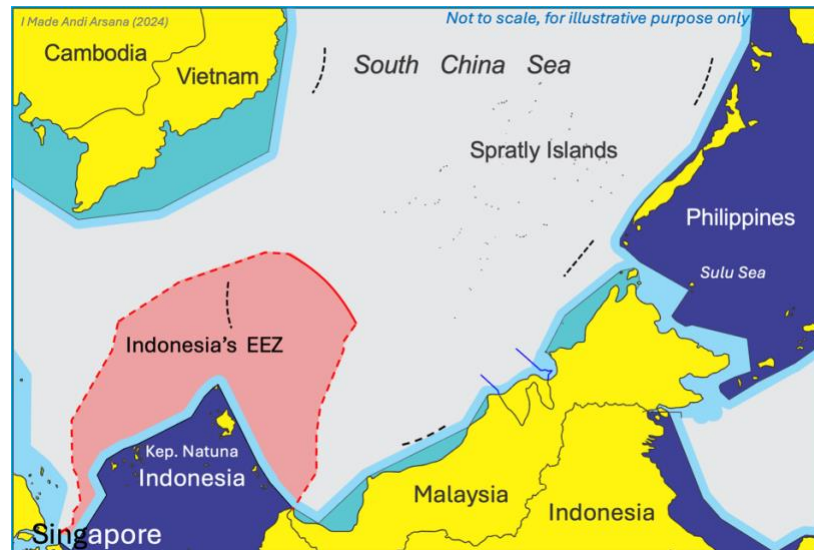 I Made Andi Arsana (2024)
Not to scale, for illustrative purpose only
Cambodia
Vietnam
South China Sea
Spratly Islands
Philippines
Sulu Sea
Indonesia's EEZ
Kep. Natuna
Indonesia
Malaysia
Indonesia
Singapore